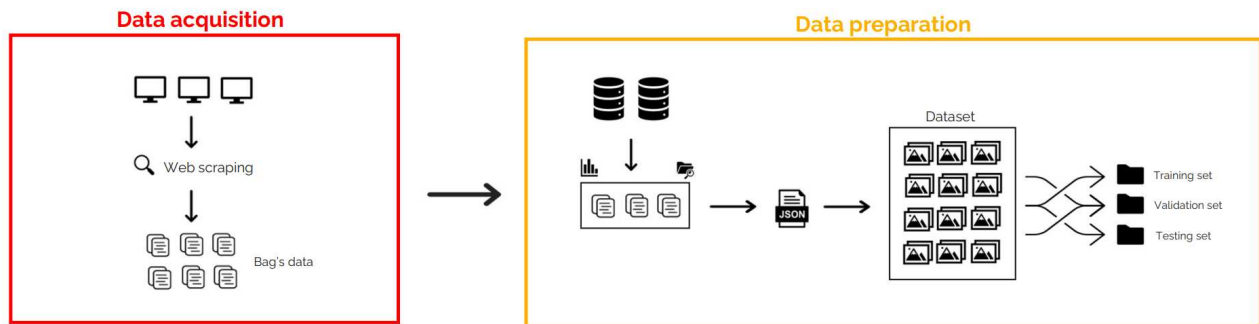 Data acquisition
Web scraping
Bag's data
Data preparation
JSON
Dataset
Training set
Validation set
Testing set